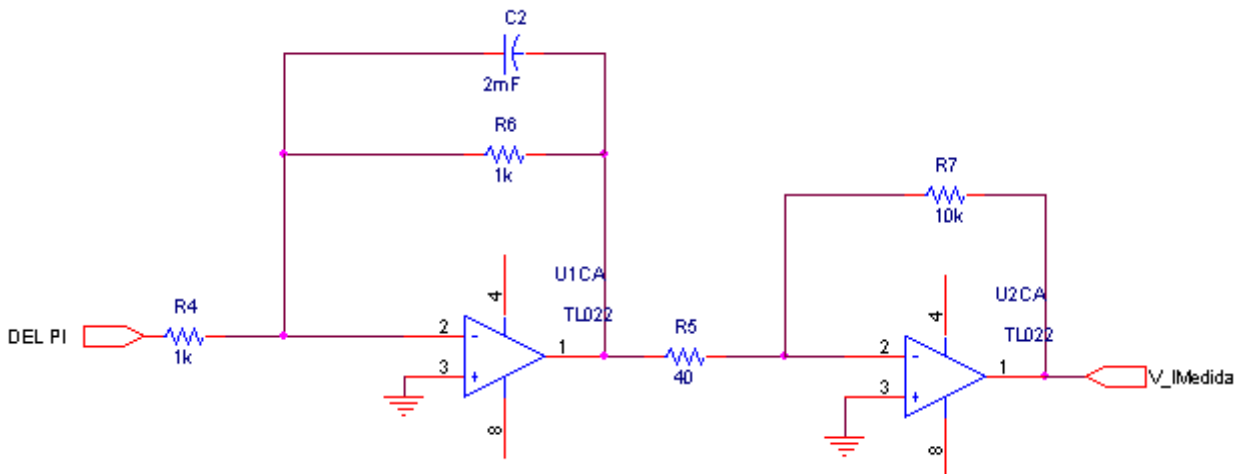 C2
2mF
R6
1k
R7
10k
U1CA
TL022
U2CA
TL022
R4
1k
R5
40
DEL PI
V_IMedida
4
2
-
3
+
1
8
4
2
-
3
+
1
8